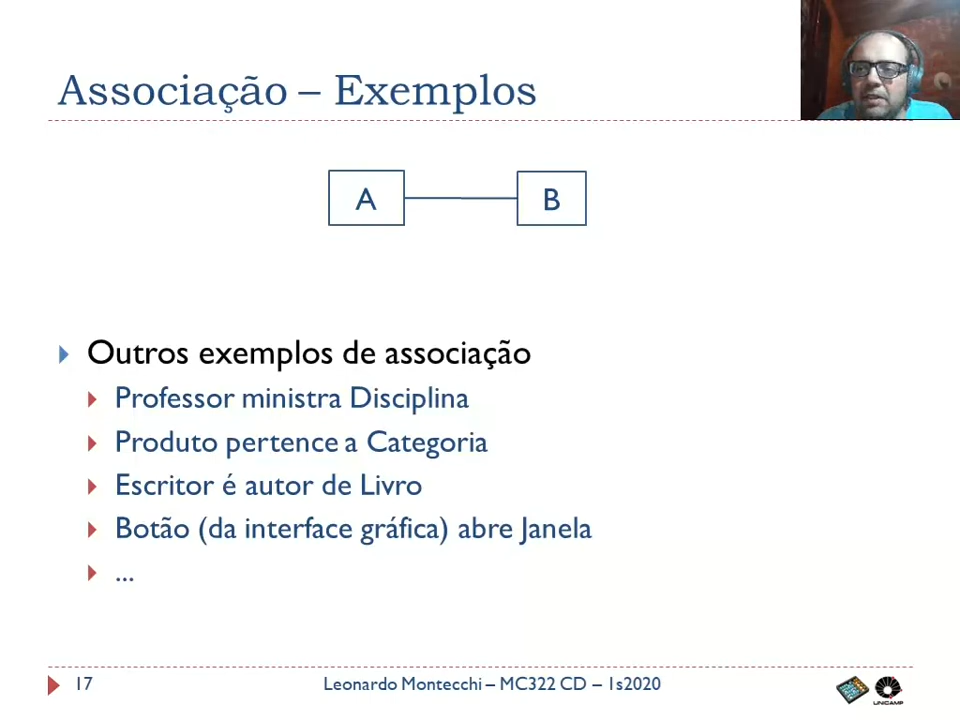 Associação – Exemplos
A
B
Outros exemplos de associação
Professor ministra Disciplina
Produto pertence a Categoria
Escritor é autor de Livro
Botão (da interface gráfica) abre Janela
...
17
Leonardo Montecchi – MC322 CD – 1s2020
UNICAMP